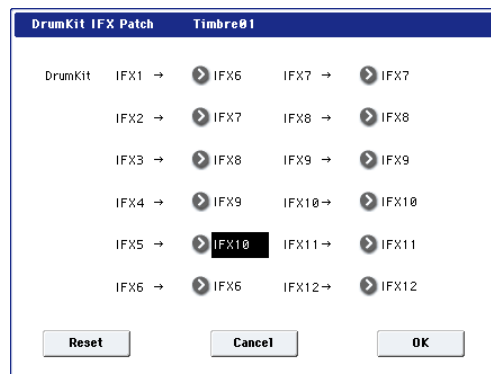 DrumKit IFX Patch Timbre01
DrumKit IFX1 → IFX6 IFX7 → IFX7
IFX2 → IFX7 IFX8 → IFX8
IFX3 → IFX8 IFX9 → IFX9
IFX4 → IFX9 IFX10→ IFX10
IFX5 → IFX10 IFX11→ IFX11
IFX6 → IFX6 IFX12→ IFX12
Reset Cancel OK